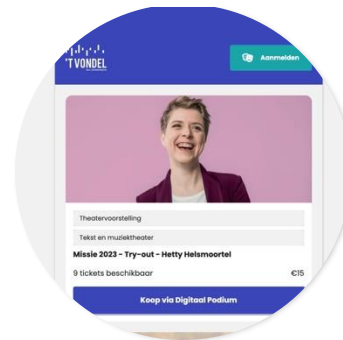 'T VONDEL
Aanmelden
Theatervoorstelling
Tekst en muziektheater
Missie 2023 - Try-out - Hetty Helsmoortel
9 tickets beschikbaar €15
Koop via Digitaal Podium